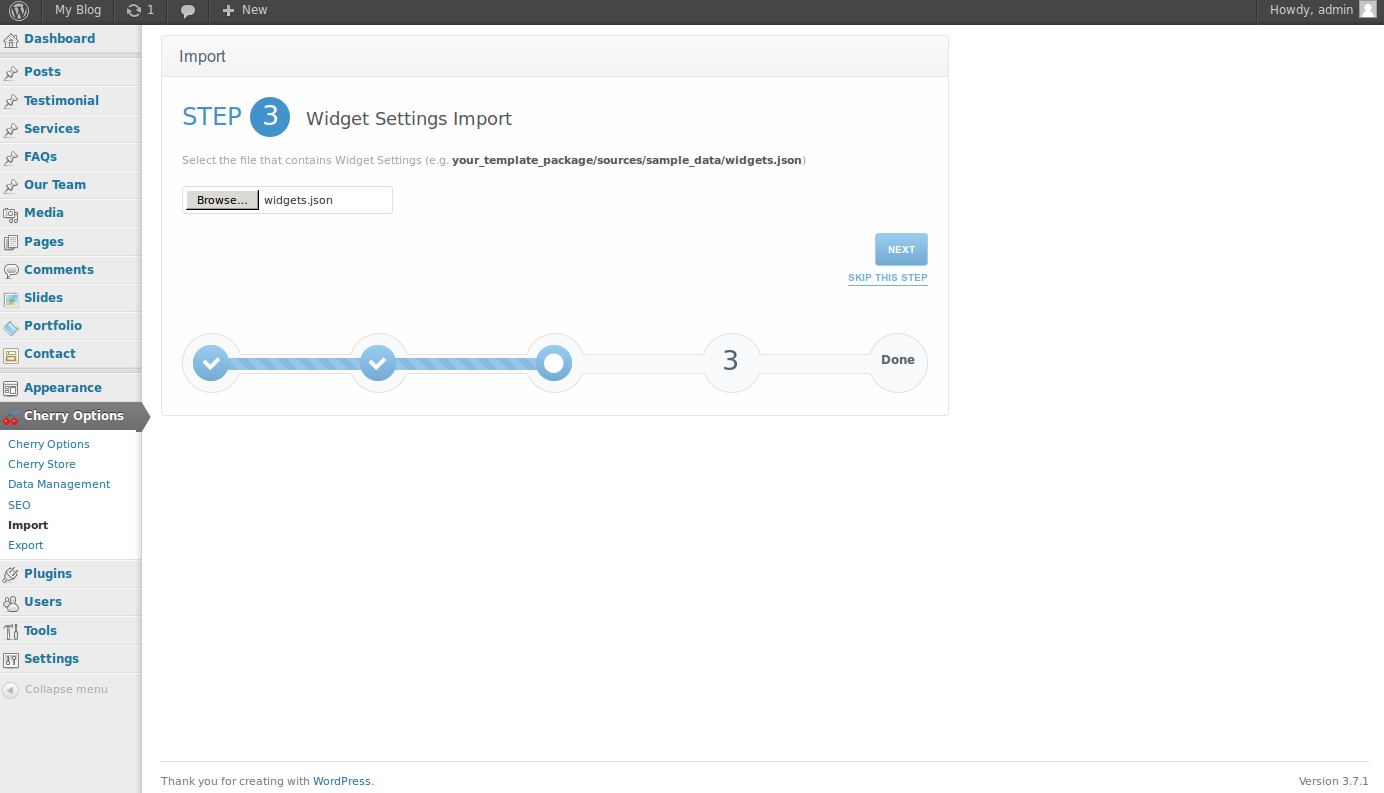 My Blog 1 New Howdy, admin
Dashboard
Posts
Testimonial
Services
FAQs
Our Team
Media
Pages
Comments
Slides
Portfolio
Contact
Appearance
Cherry Options
Cherry Options
Cherry Store
Data Management
SEO
Import
Export
Plugins
Users
Tools
Settings
Collapse menu
Import
STEP 3 Widget Settings Import
Select the file that contains Widget Settings (e.g. your_template_package/sources/sample_data/widgets.json)
Browse... widgets.json
NEXT
SKIP THIS STEP
3 Done
Thank you for creating with WordPress. Version 3.7.1